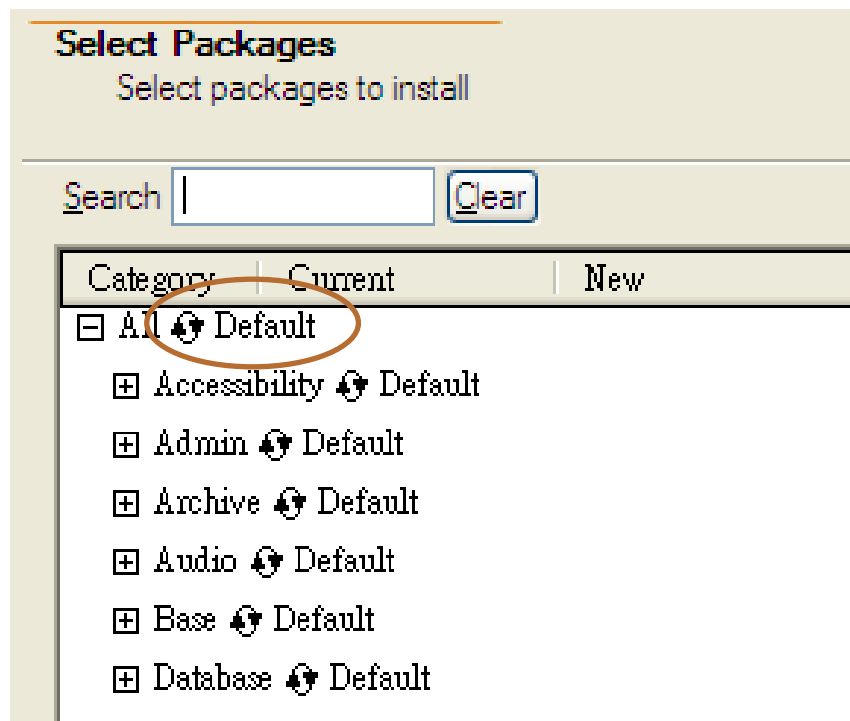 Select Packages
Select packages to install
Search Clear
Category Current New
All Default
Accessibility Default
Admin Default
Archive Default
Audio Default
Base Default
Database Default